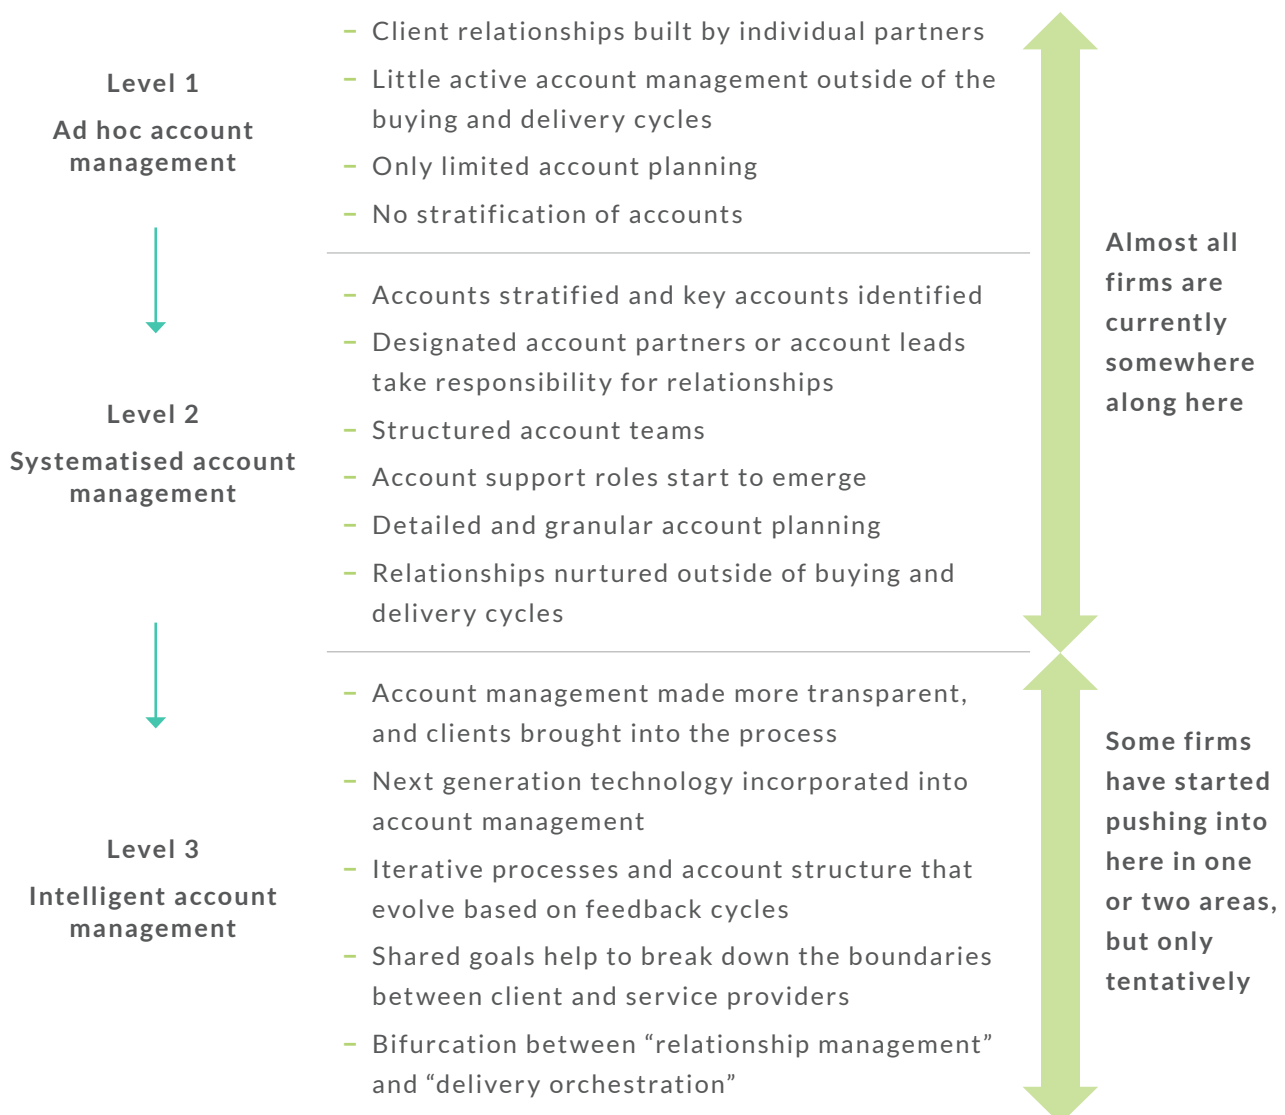 Level 1
Ad hoc account
management
– Client relationships built by individual partners
– Little active account management outside of the
buying and delivery cycles
– Only limited account planning
– No stratification of accounts
Level 2
Systematised account
management
– Accounts stratified and key accounts identified
– Designated account partners or account leads
take responsibility for relationships
– Structured account teams
– Account support roles start to emerge
– Detailed and granular account planning
– Relationships nurtured outside of buying and
delivery cycles
Almost all
firms are
currently
somewhere
along here
Level 3
Intelligent account
management
– Account management made more transparent,
and clients brought into the process
– Next generation technology incorporated into
account management
– Iterative processes and account structure that
evolve based on feedback cycles
– Shared goals help to break down the boundaries
between client and service providers
– Bifurcation between “relationship management”
and “delivery orchestration”
Some firms
have started
pushing into
here in one
or two areas,
but only
tentatively